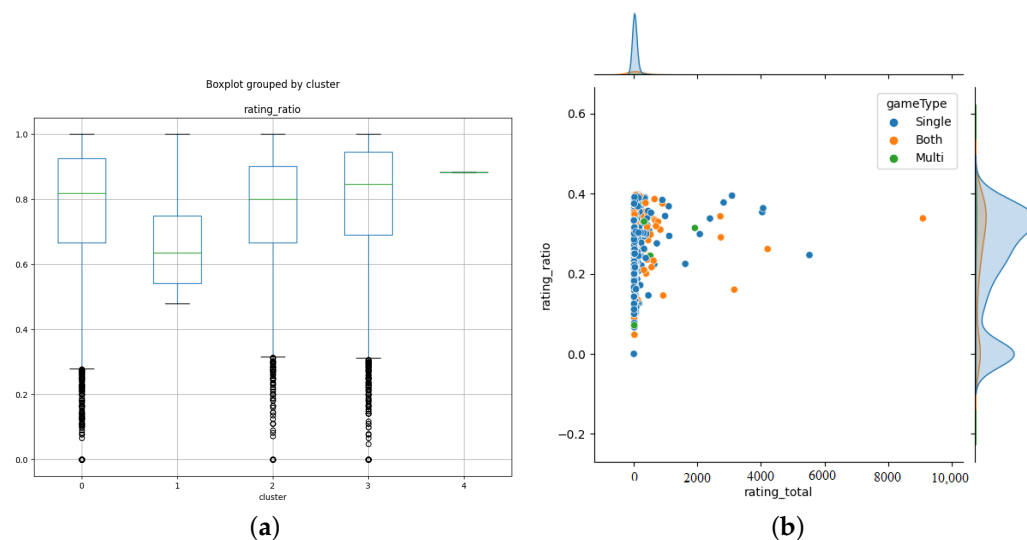 Boxplot grouped by cluster
rating_ratio
1.0
0.8
0.6
0.4
0.2
0.0
0 1 2 3 4
cluster
(a)
gameType
Single
Both
Multi
rating_ratio
0.6
0.4
0.2
0.0
−0.2
0 2000 4000 6000 8000 10,000
rating_total
(b)